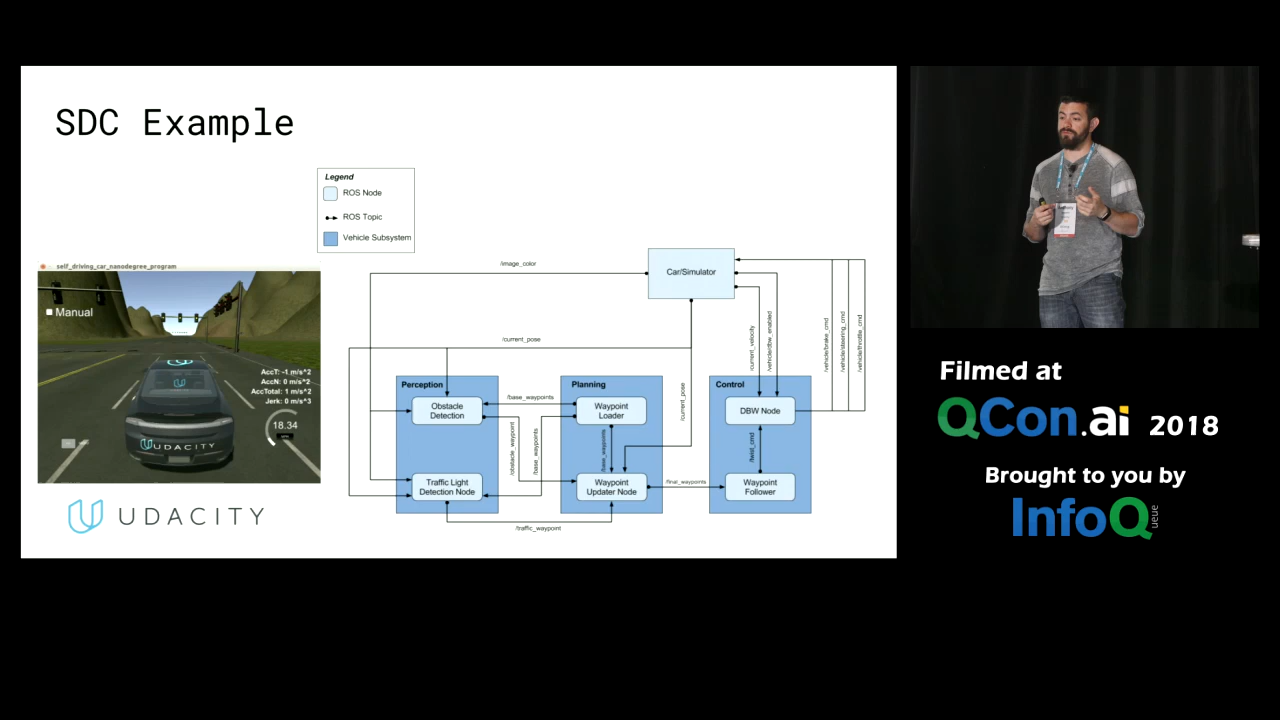 SDC Example
Legend
ROS Node
ROS Topic
Vehicle Subsystem
self_driving_car_nanodegree_program
Manual
AccT: -1 m/s^2
AccN: 0 m/s^2
AccTotal: 1 m/s^2
Jerk: 0 m/s^3
18.34
UDACITY
UDACITY
/image_color
Car/Simulator
/current_pose
/current_velocity
/vehicle/dbw_enabled
/vehicle/brake_cmd
/vehicle/steering_cmd
/vehicle/throttle_cmd
Perception
Obstacle
Detection
Traffic Light
Detection Node
/base_waypoints
/obstacle_waypoint
/base_waypoints
Planning
Waypoint
Loader
/base_waypoints
Waypoint
Updater Node
/current_pose
/final_waypoints
Control
DBW Node
/twist_cmd
Waypoint
Follower
/traffic_waypoint
Filmed at
QCon.ai 2018
Brought to you by
InfoQ
ueue